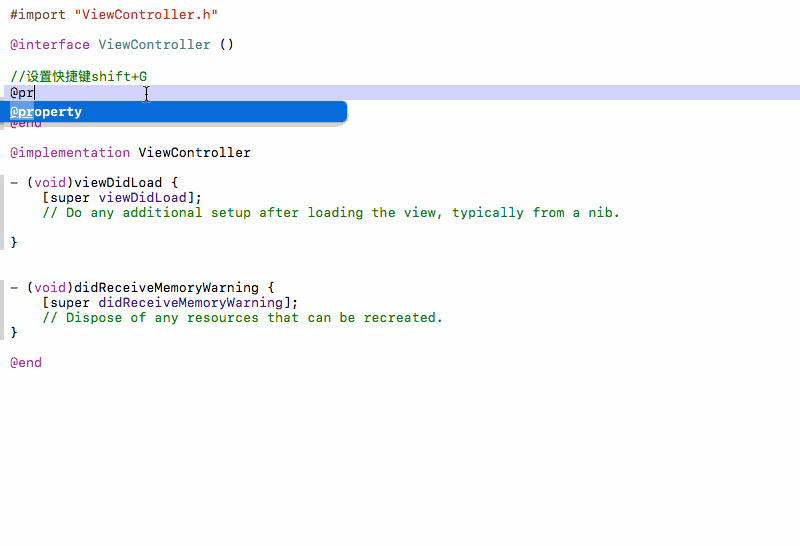 #import "ViewController.h"
@interface ViewController ()
//设置快捷键shift+G
@pr
@property
@end
@implementation ViewController
- (void)viewDidLoad {
[super viewDidLoad];
// Do any additional setup after loading the view, typically from a nib.
}
- (void)didReceiveMemoryWarning {
[super didReceiveMemoryWarning];
// Dispose of any resources that can be recreated.
}
@end